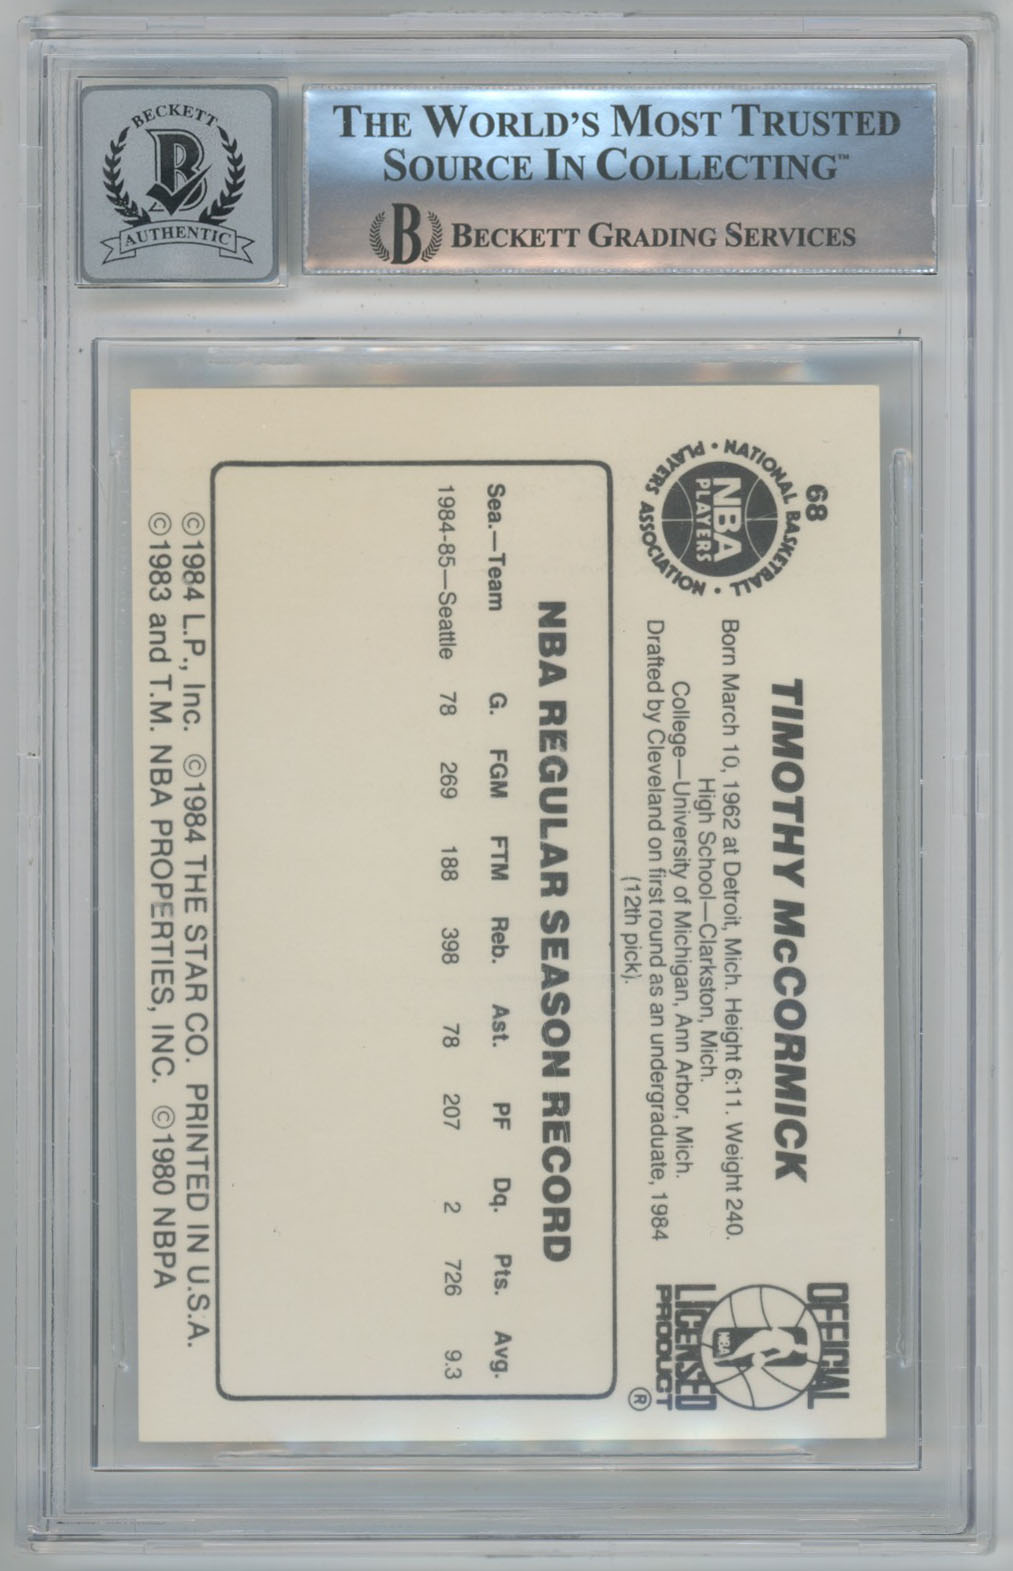 BECKETT
B
AUTHENTIC
THE WORLD'S MOST TRUSTED
SOURCE IN COLLECTING™
B BECKETT GRADING SERVICES
68
NATIONAL BASKETBALL • PLAYERS ASSOCIATION •
NBA
PLAYERS
TIMOTHY McCORMICK
Born March 10, 1962 at Detroit, Mich. Height 6:11. Weight 240.
High School—Clarkston, Mich.
College—University of Michigan, Ann Arbor, Mich.
Drafted by Cleveland on first round as an undergraduate, 1984
(12th pick).
OFFICIAL
NBA
LICENSED
PRODUCT ®
NBA REGULAR SEASON RECORD
Sea.—Team G. FGM FTM Reb. Ast. PF Dq. Pts. Avg.
1984-85—Seattle 78 269 188 398 78 207 2 726 9.3
©1984 L.P., Inc. ©1984 THE STAR CO. PRINTED IN U.S.A.
©1983 and T.M. NBA PROPERTIES, INC. ©1980 NBPA